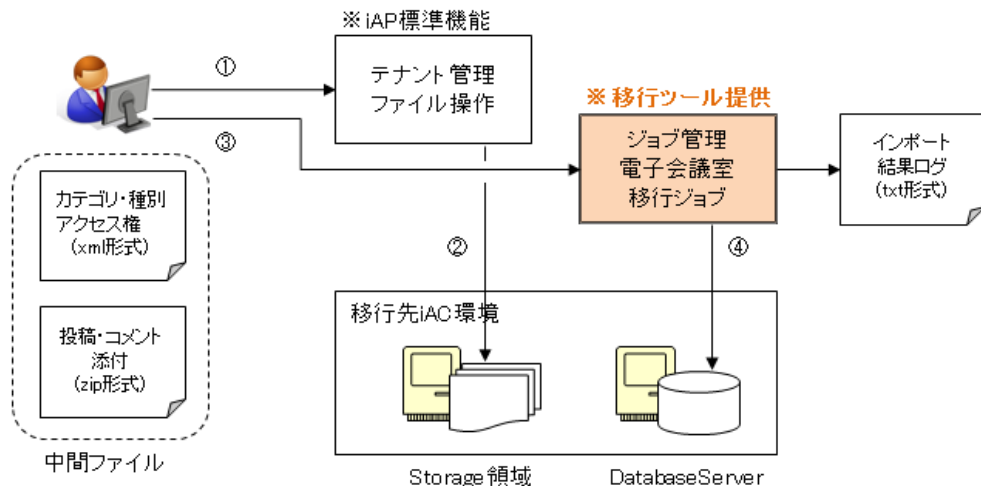 ※iAP標準機能
①
テナント管理
ファイル操作
※移行ツール提供
③
ジョブ管理
電子会議室
移行ジョブ
インポート
結果ログ
(txt形式)
カテゴリ・種別
アクセス権
(xml形式)
②
④
移行先iAC環境
投稿・コメント
添付
(zip形式)
中間ファイル
Storage領域
DatabaseServer